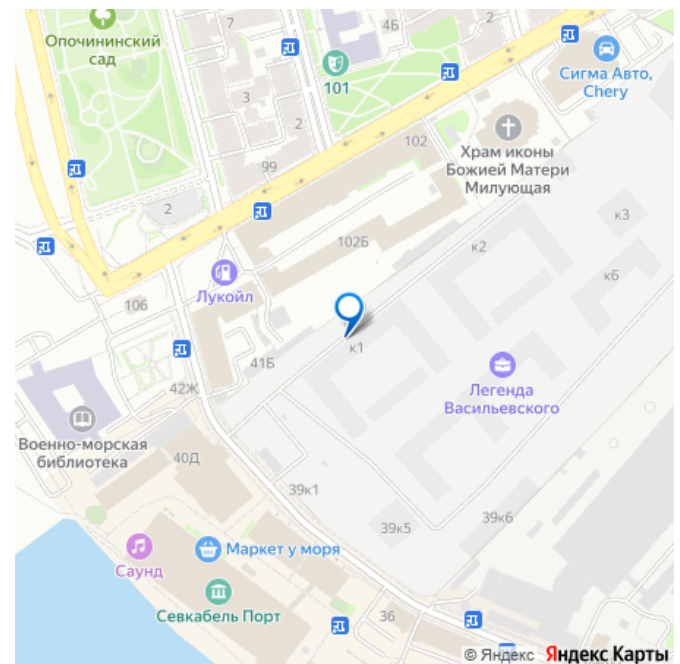 Опочининский
сад
7
4Б
3
2
101
Сигма Авто,
Chery
99
102
Храм иконы
Божией Матери
Милующая
2
102Б
к3
к2
к6
Лукойл
106
41Б
к1
42Ж
Легенда
Васильевского
Военно-морская
библиотека
40Д
39к1
39к5
39к6
Маркет у моря
Саунд
Севкабель Порт
36
© Яндекс Яндекс Карты